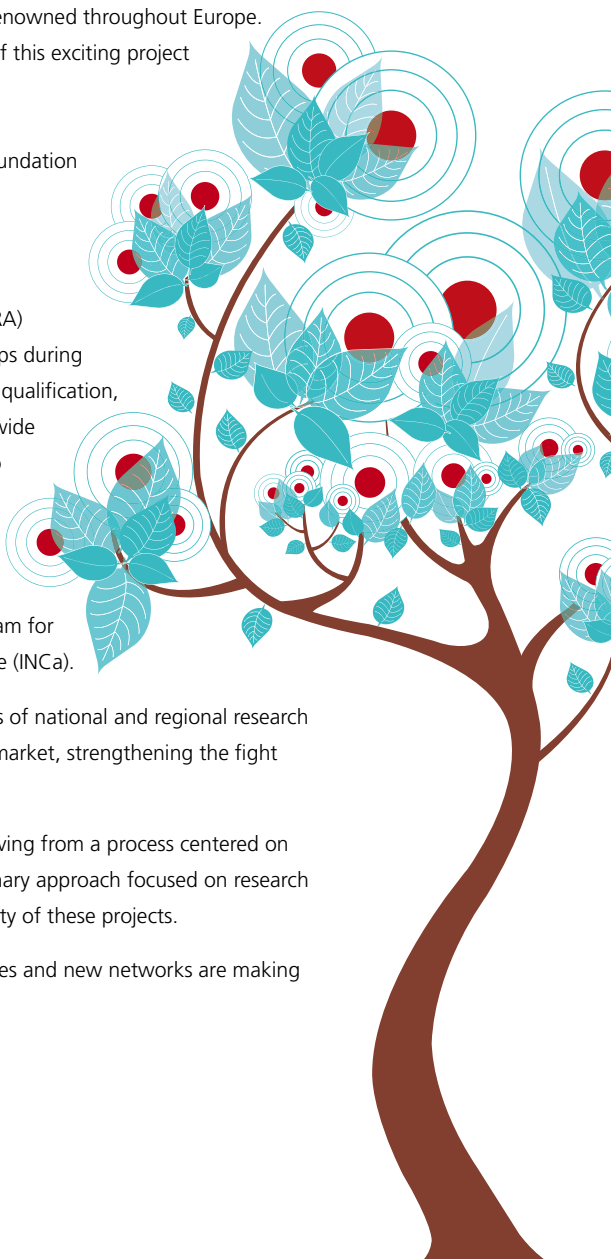 enowned throughout Europe.
f this exciting project
undation
RA)
ps during
qualification,
vide
am for
e (INCa).
s of national and regional research
market, strengthening the fight
ving from a process centered on
nary approach focused on research
ty of these projects.
es and new networks are making